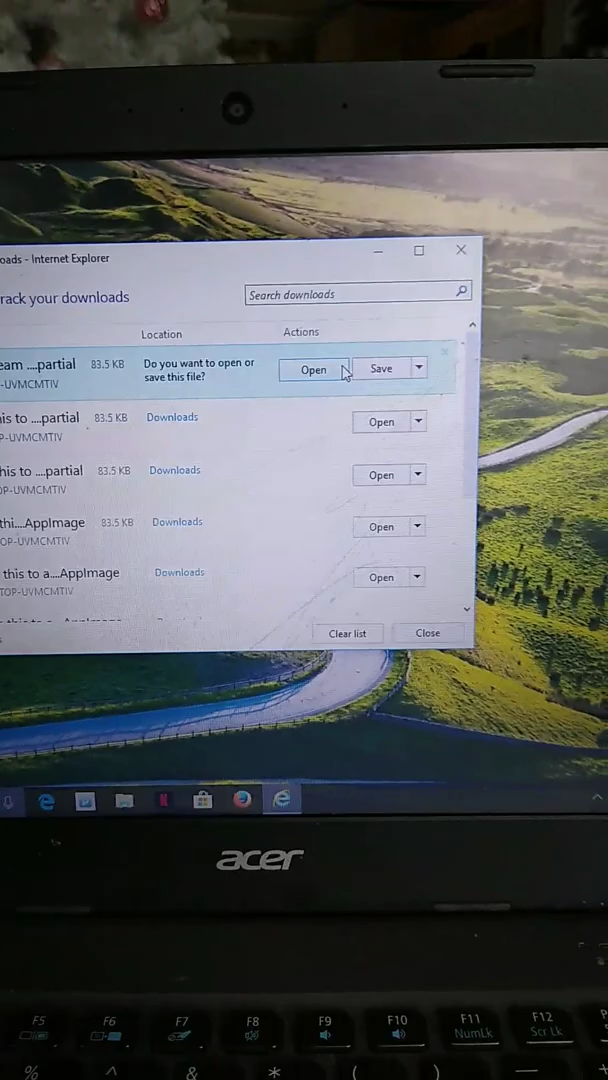 oads - Internet Explorer
rack your downloads
Search downloads
Location
Actions
eam ....partial 83.5 KB Do you want to open or save this file? Open Save
-UVMCMTIV
is to ....partial 83.5 KB Downloads Open
OP-UVMCMTIV
his to ....partial 83.5 KB Downloads Open
OP-UVMCMTIV
thi....AppImage 83.5 KB Downloads Open
OP-UVMCMTIV
this to a....AppImage Downloads Open
TOP-UVMCMTIV
Clear list Close
acer
F5 F6 F7 F8 F9 F10 F11 F12
NumLk Scr Lk
% ^ & * ( )